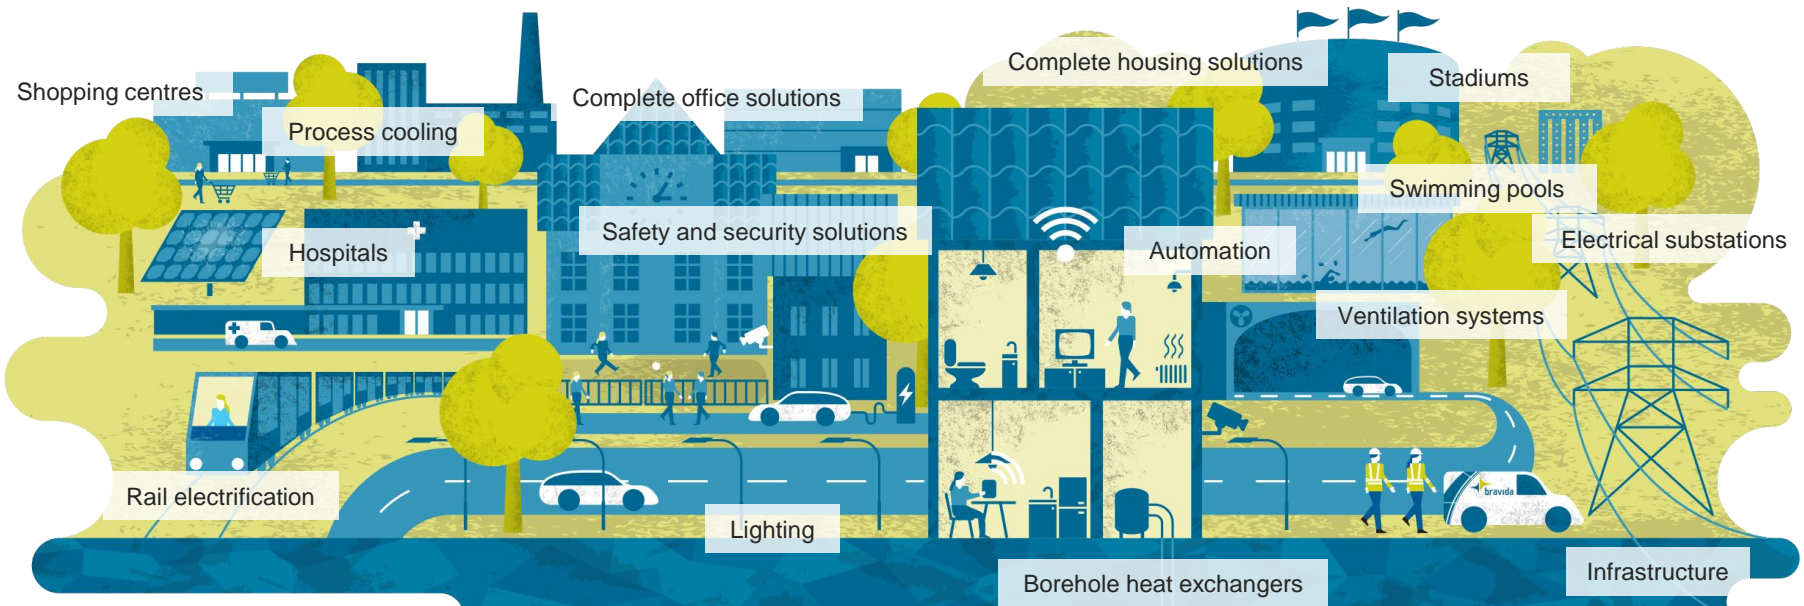 Complete housing solutions
Stadiums
Shopping centres
Complete office solutions
Process cooling
Swimming pools
Safety and security solutions
Electrical substations
Hospitals
Automation
Ventilation systems
bravida
Rail electrification
Lighting
Infrastructure
Borehole heat exchangers